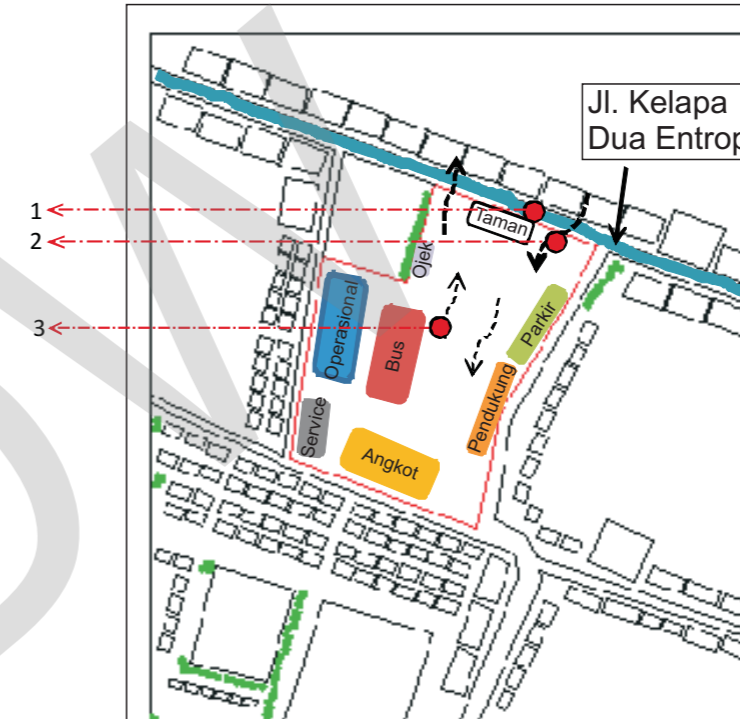 Jl. Kelapa
Dua Entrop
1
Taman
2
Ojek
Operasional
Parkir
3
Bus
Pendukung
Service
Angkot